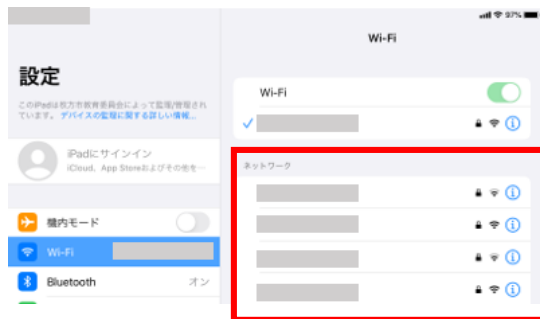 97%
Wi-Fi
設定
このiPadは枚方市教育委員会によって監理/管理され
ています。デバイスの監理に関する詳しい情報...
iPadにサインイン
iCloud、App Storeおよびその他を…
機内モード
Wi-Fi
Bluetooth
オン
Wi-Fi
ネットワーク